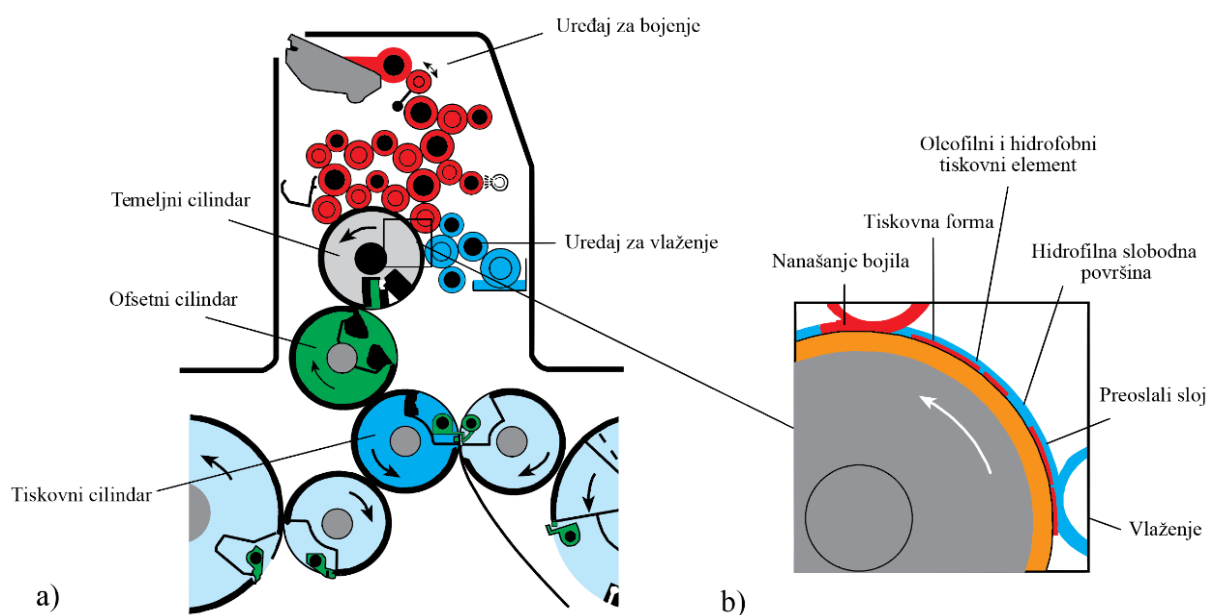 Uređaj za bojenje
Temeljni cilindar
Uređaj za vlaženje
Ofsetni cilindar
Tiskovni cilindar
a)
Oleofilni i hidrofobni
tiskovni element
Tiskovna forma
Hidrofilna slobodna
površina
Nanašanje bojila
Preoslali sloj
Vlaženje
b)